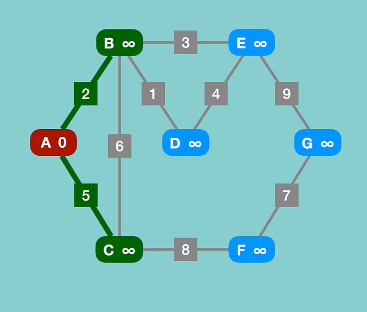 B ∞ 3 E ∞
2 1 4 9
A 0 6 D ∞ G ∞
5 7
C ∞ 8 F ∞